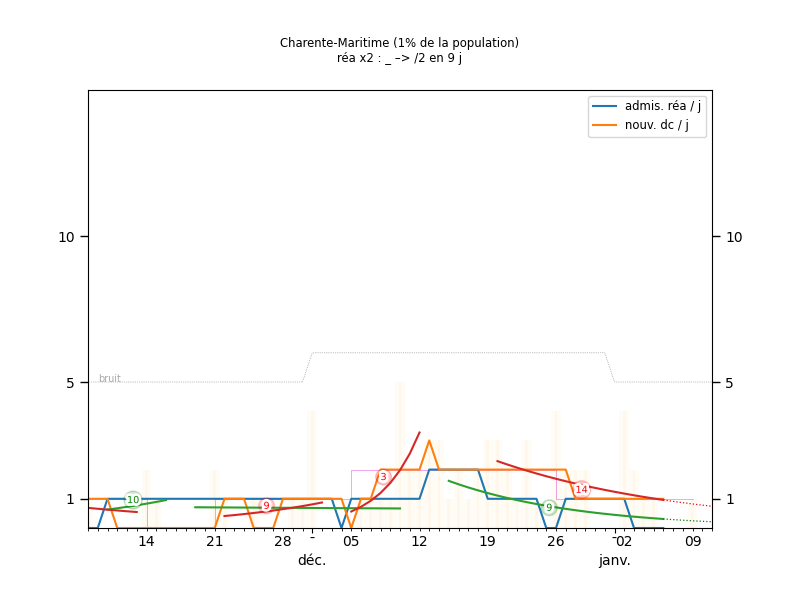 Charente-Maritime (1% de la population)
réa x2 : _ –> /2 en 9 j
admis. réa / j
nouv. dc / j
10 10
5 bruit 5
3
14
10 9 9
1 1
14 21 28 - 05 12 19 26 - 02 09
déc. janv.